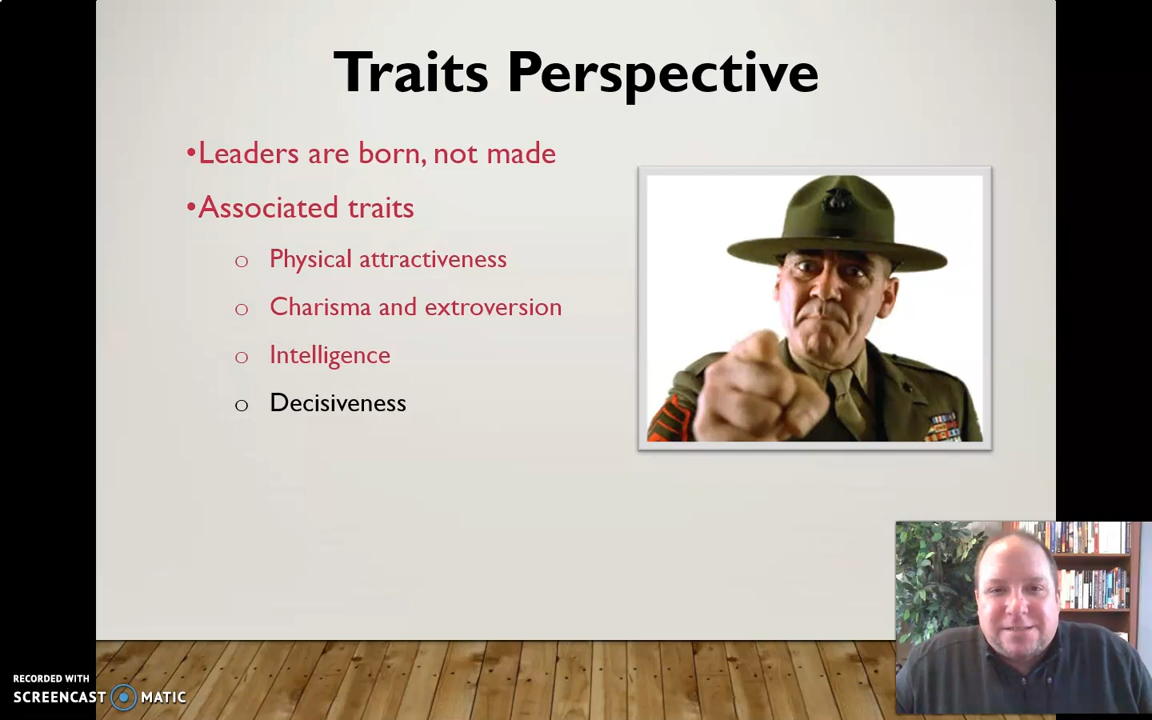 Traits Perspective
•Leaders are born, not made
•Associated traits
o Physical attractiveness
o Charisma and extroversion
o Intelligence
o Decisiveness
RECORDED WITH
SCREENCAST MATIC